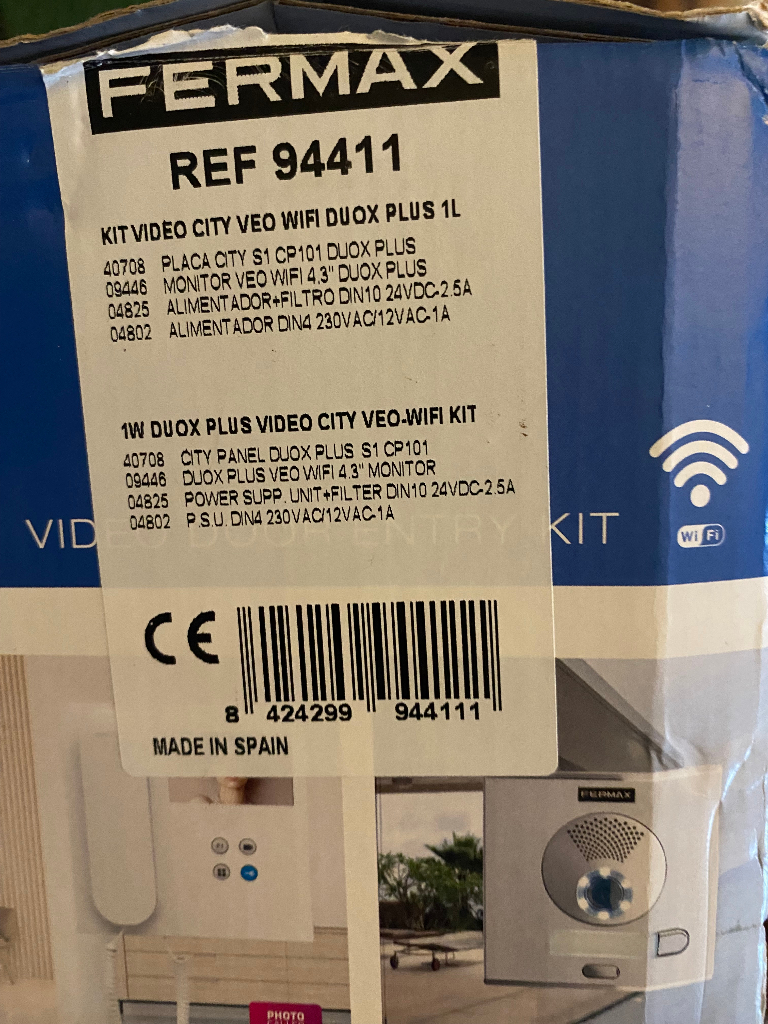 FERMAX
REF 94411
KIT VIDEO CITY VEO WIFI DUOX PLUS 1L
40708 PLACA CITY S1 CP101 DUOX PLUS
09446 MONITOR VEO WIFI 4,3" DUOX PLUS
04825 ALIMENTADOR+FILTRO DIN10 24VDC-2.5A
04802 ALIMENTADOR DIN4 230VAC/12VAC-1A
1W DUOX PLUS VIDEO CITY VEO-WIFI KIT
40708 CITY PANEL DUOX PLUS S1 CP101
09446 DUOX PLUS VEO WIFI 4.3" MONITOR
04825 POWER SUPP. UNIT+FILTER DIN10 24VDC-2.5A
04802 P.S.U. DIN4 230VAC/12VAC-1A
VIDEO DOOR ENTRY KIT
WiFi
CE
8 424299 944111
MADE IN SPAIN
FERMAX
PHOTO